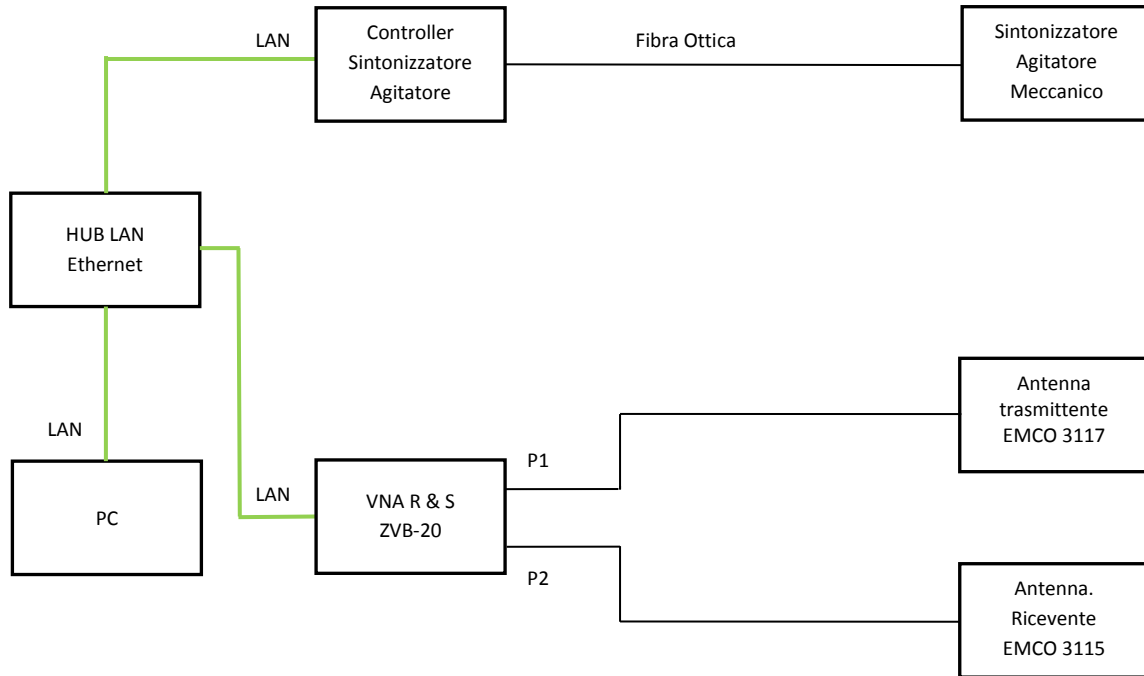 LAN
Controller
Sintonizzatore
Agitatore
Fibra Ottica
Sintonizzatore
Agitatore
Meccanico
HUB LAN
Ethernet
LAN
PC
LAN
VNA R & S
ZVB-20
P1
P2
Antenna
trasmittente
EMCO 3117
Antenna.
Ricevente
EMCO 3115